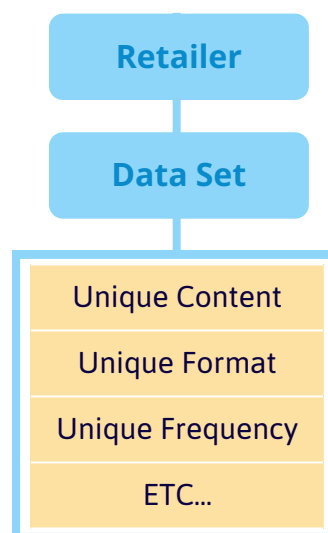 Retailer
Data Set
Unique Content
Unique Format
Unique Frequency
ETC...